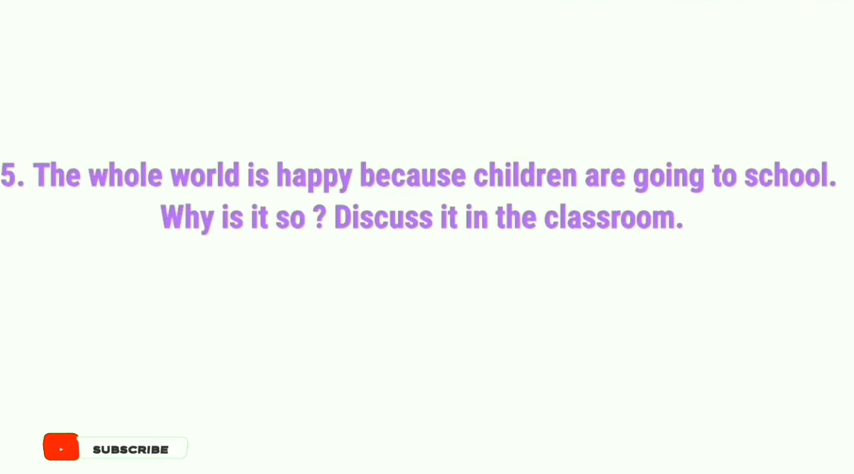 5. The whole world is happy because children are going to school.
Why is it so ? Discuss it in the classroom.
SUBSCRIBE